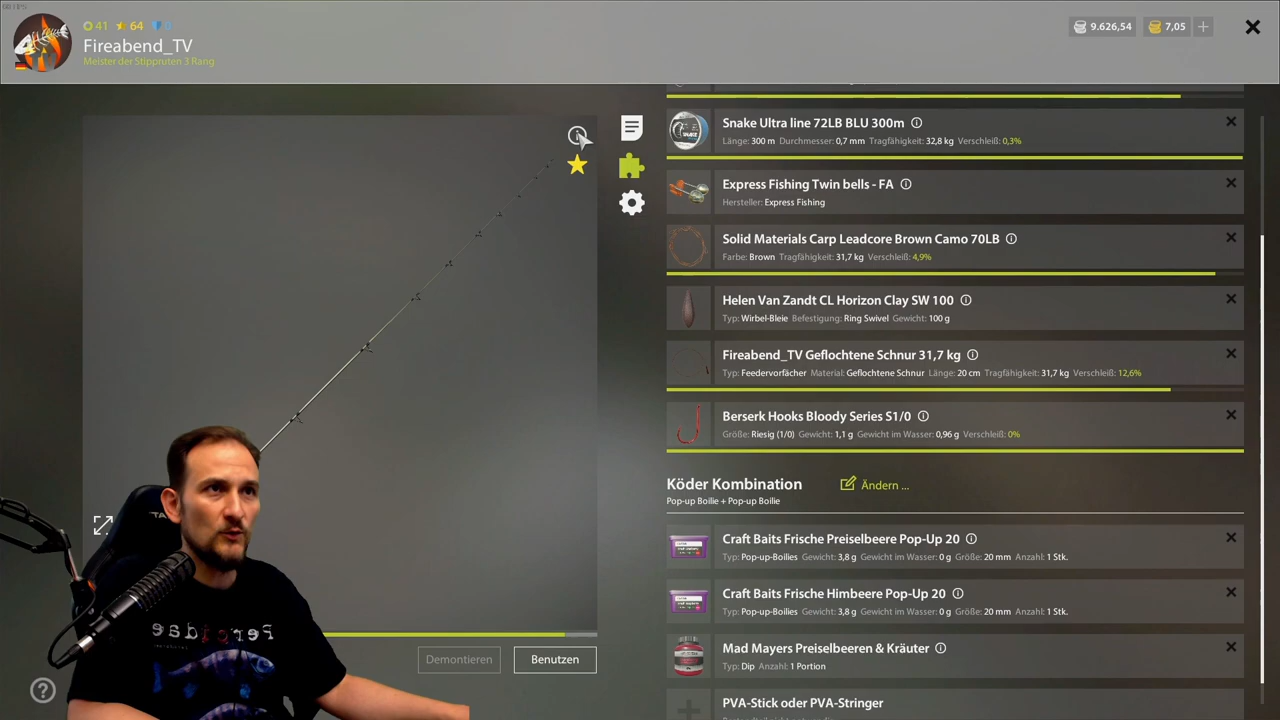 41 64
Fireabend_TV
Meister der Stippruten 3 Rang
9.626,54
7,05
Snake Ultra line 72LB BLU 300m
Länge: 300 m Durchmesser: 0,7 mm Tragfähigkeit: 32,8 kg Verschleiß: 0,3%
Express Fishing Twin bells - FA
Hersteller: Express Fishing
Solid Materials Carp Leadcore Brown Camo 70LB
Farbe: Brown Tragfähigkeit: 31,7 kg Verschleiß: 4,9%
Helen Van Zandt CL Horizon Clay SW 100
Typ: Wirbel-Bleie Befestigung: Ring Swivel Gewicht: 100 g
Fireabend_TV Geflochtene Schnur 31,7 kg
Typ: Feedervorfächer Material: Geflochtene Schnur Länge: 20 cm Tragfähigkeit: 31,7 kg Verschleiß: 12,6%
Berserk Hooks Bloody Series S1/0
Größe: Riesig (1/0) Gewicht: 1,1 g Gewicht im Wasser: 0,96 g Verschleiß: 0%
Köder Kombination
Ändern ...
Pop-up Boilie + Pop-up Boilie
Craft Baits Frische Preiselbeere Pop-Up 20
Typ: Pop-up-Boilies Gewicht: 3,8 g Gewicht im Wasser: 0 g Größe: 20 mm Anzahl: 1 Stk.
Craft Baits Frische Himbeere Pop-Up 20
Typ: Pop-up-Boilies Gewicht: 3,8 g Gewicht im Wasser: 0 g Größe: 20 mm Anzahl: 1 Stk.
Mad Mayers Preiselbeeren & Kräuter
Typ: Dip Anzahl: 1 Portion
PVA-Stick oder PVA-Stringer
Demontieren
Benutzen
Percidae